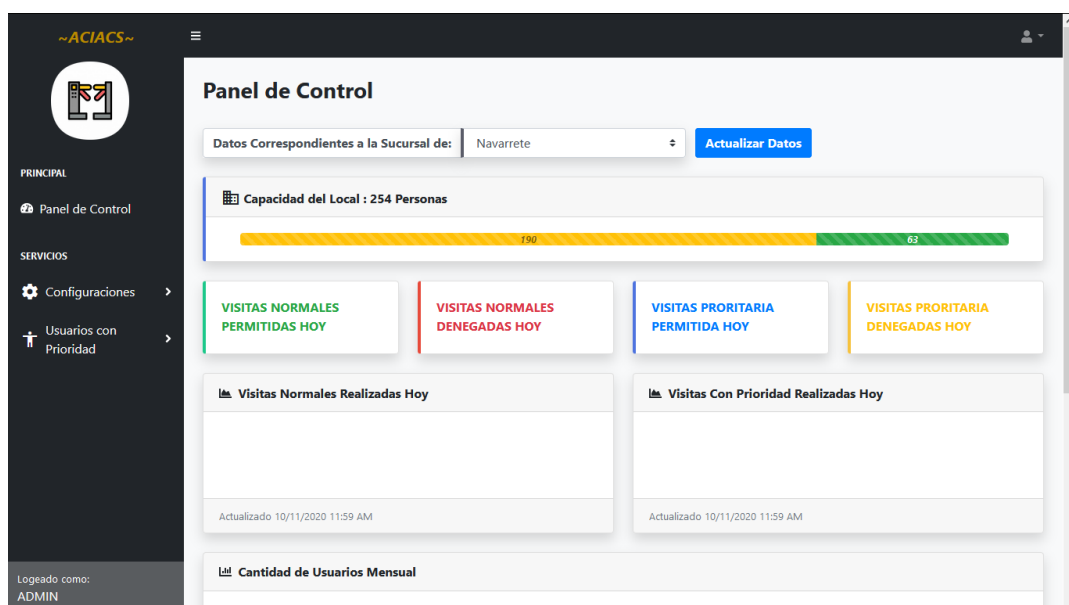 ~ACIACS~
Panel de Control
Datos Correspondientes a la Sucursal de:
Navarrete
Actualizar Datos
PRINCIPAL
Panel de Control
SERVICIOS
Configuraciones
Usuarios con
Prioridad
Capacidad del Local : 254 Personas
190
63
VISITAS NORMALES
PERMITIDAS HOY
VISITAS NORMALES
DENEGADAS HOY
VISITAS PRORITARIA
PERMITIDA HOY
VISITAS PRORITARIA
DENEGADAS HOY
Visitas Normales Realizadas Hoy
Actualizado 10/11/2020 11:59 AM
Visitas Con Prioridad Realizadas Hoy
Actualizado 10/11/2020 11:59 AM
Cantidad de Usuarios Mensual
Logeado como:
ADMIN